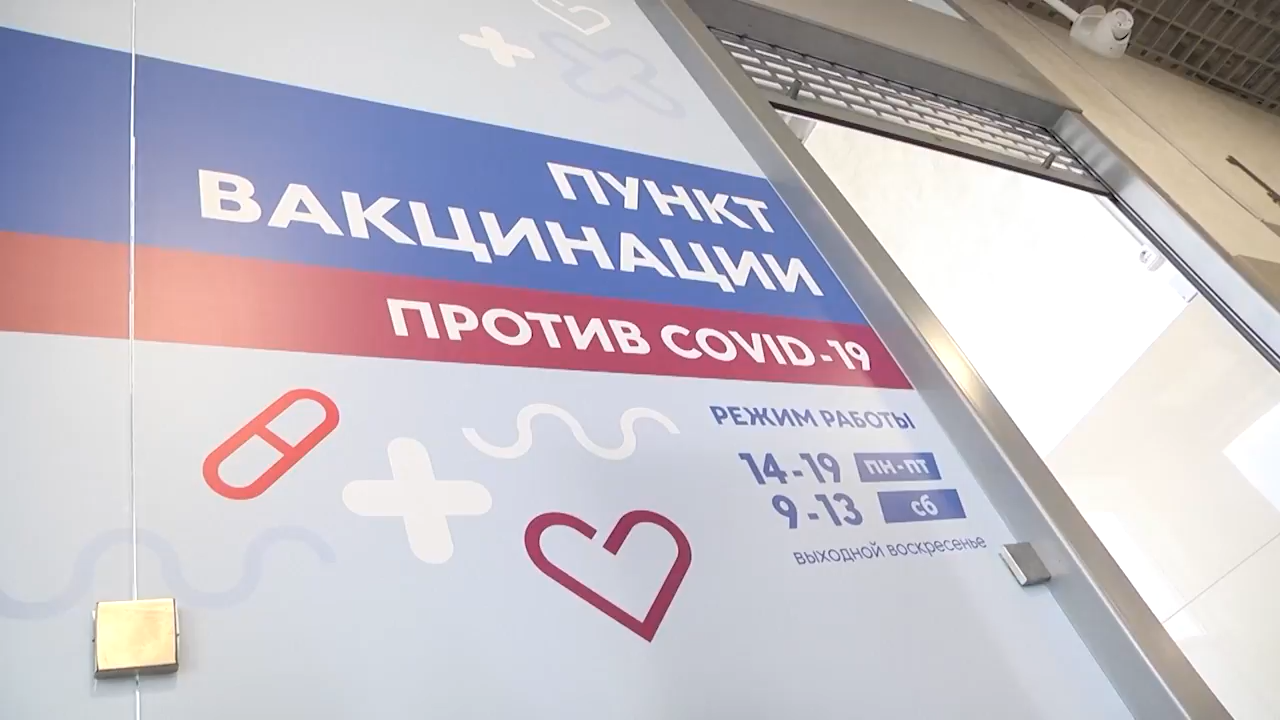 ПУНКТ
ВАКЦИНАЦИИ
ПРОТИВ COVID-19
РЕЖИМ РАБОТЫ
14-19 ПН-ПТ
9-13 сб
выходной воскресенье